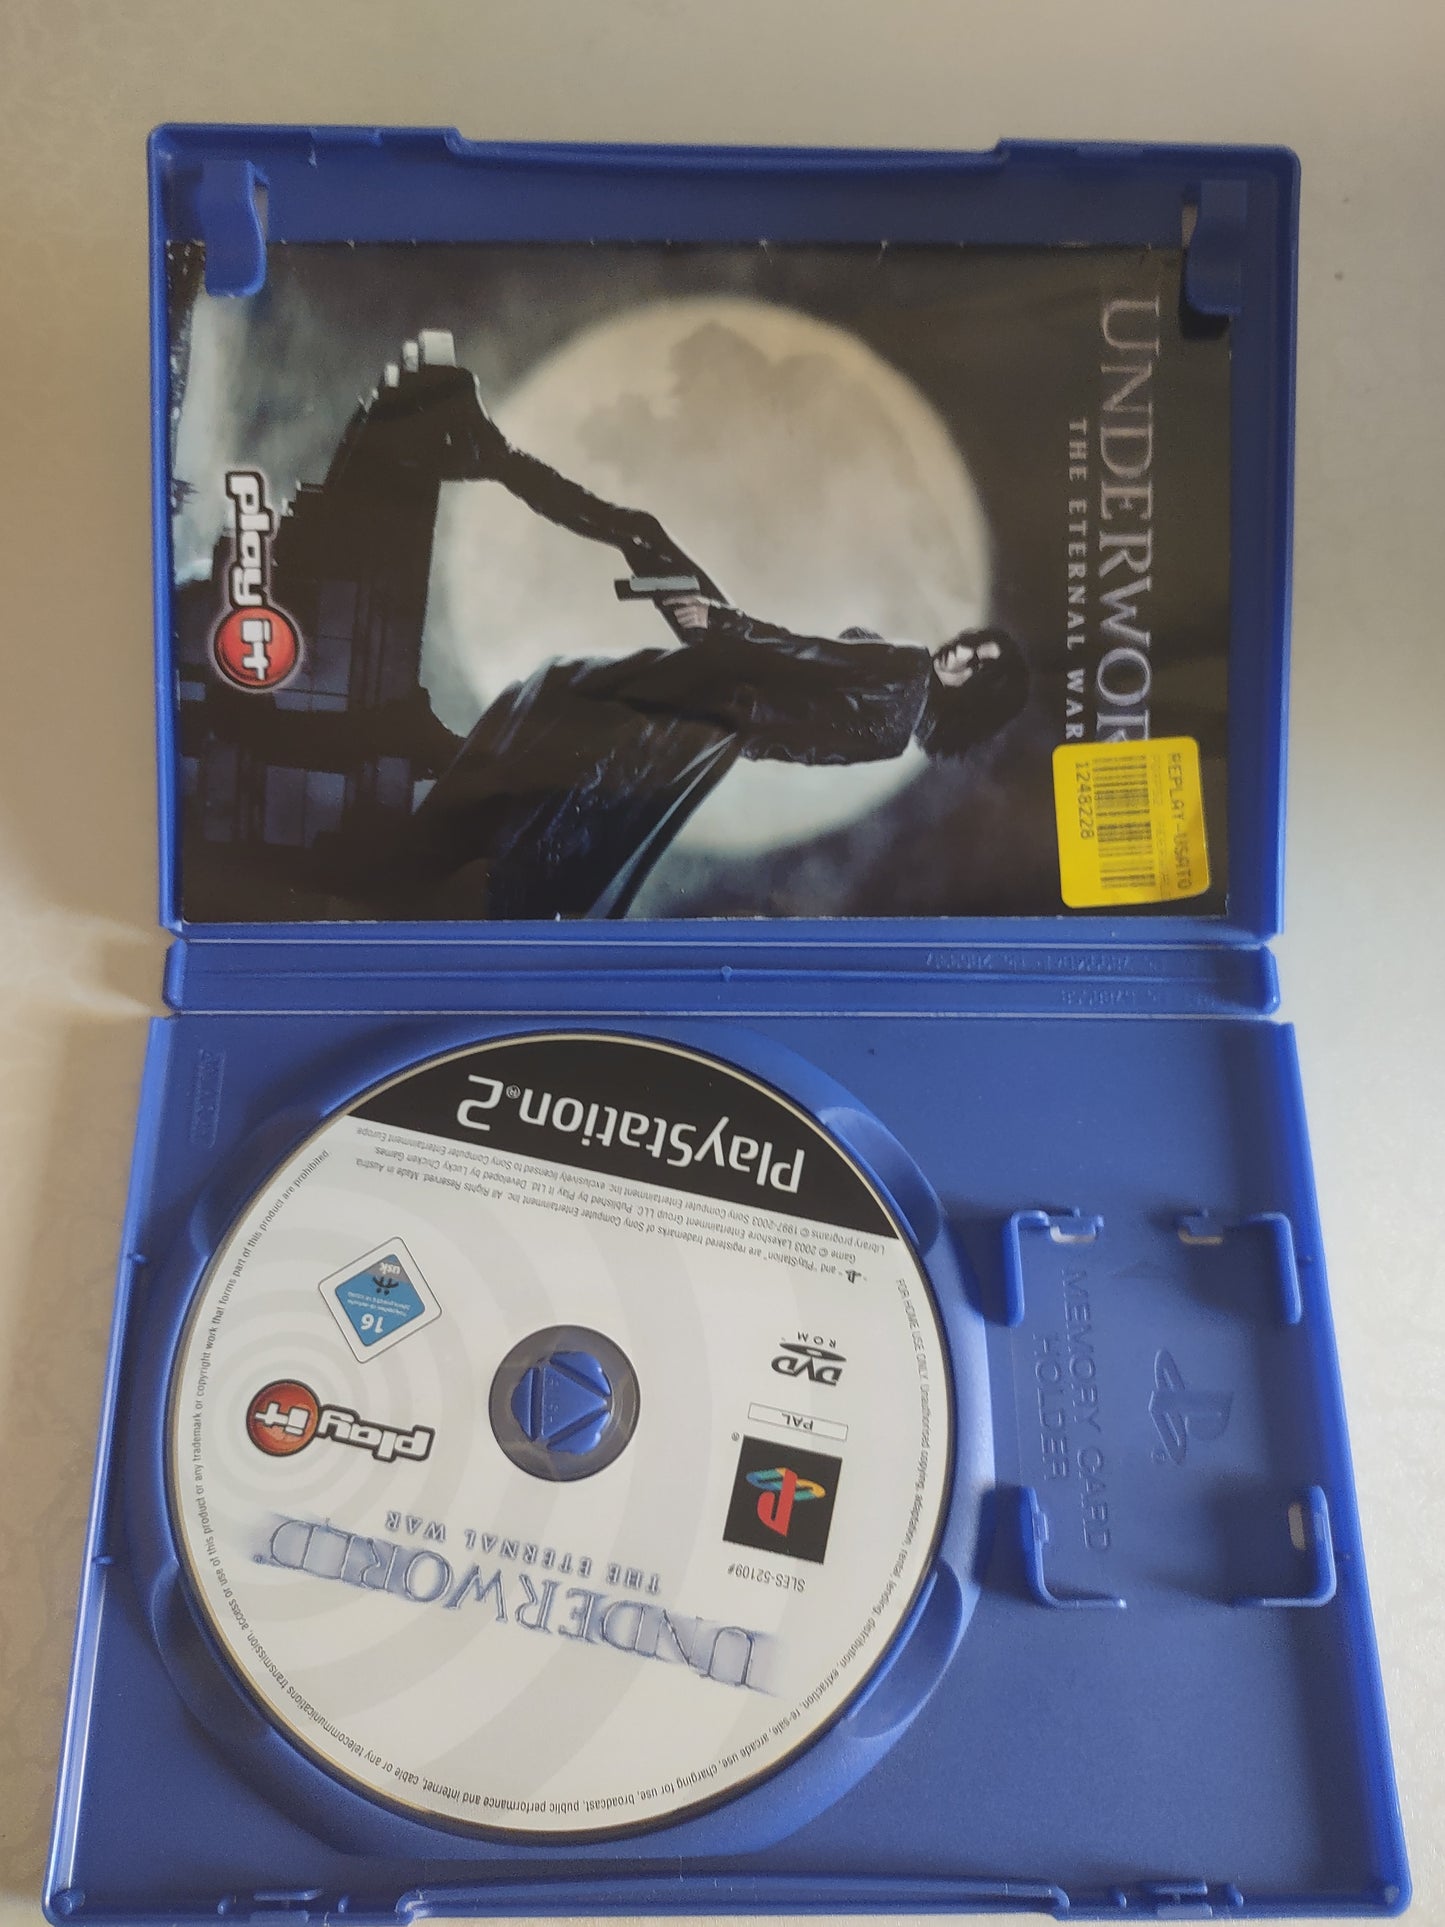 UNDERWOR
THE ETERNAL WAR
play it
REPLAY-USATO
1248228
PlayStation®2
Library programs © 1997-2003 Sony Computer Entertainment Inc exclusively licensed to Sony Computer Entertainment Europe.
Game © 2003 Lakeshore Entertainment Group LLC. Published by Play It Ltd. Developed by Lucky Chicken Games.
" and "PlayStation" are registered trademarks of Sony Computer Entertainment Inc. All Rights Reserved. Made in Austria.
FOR HOME USE ONLY. Unauthorised copying, adaptation, rental, lending, distribution, extraction, re-sale, arcade use, charging for use, broadcast, public performance and internet, cable or any telecommunications transmission, access or use of this product or any trademark or copyright work that forms part of this product are prohibited
16
usk
DVD
ROM
PAL
®
SLES-52109#
play it
UNDERWORLD
THE ETERNAL WAR
MEMORY CARD
HOLDER